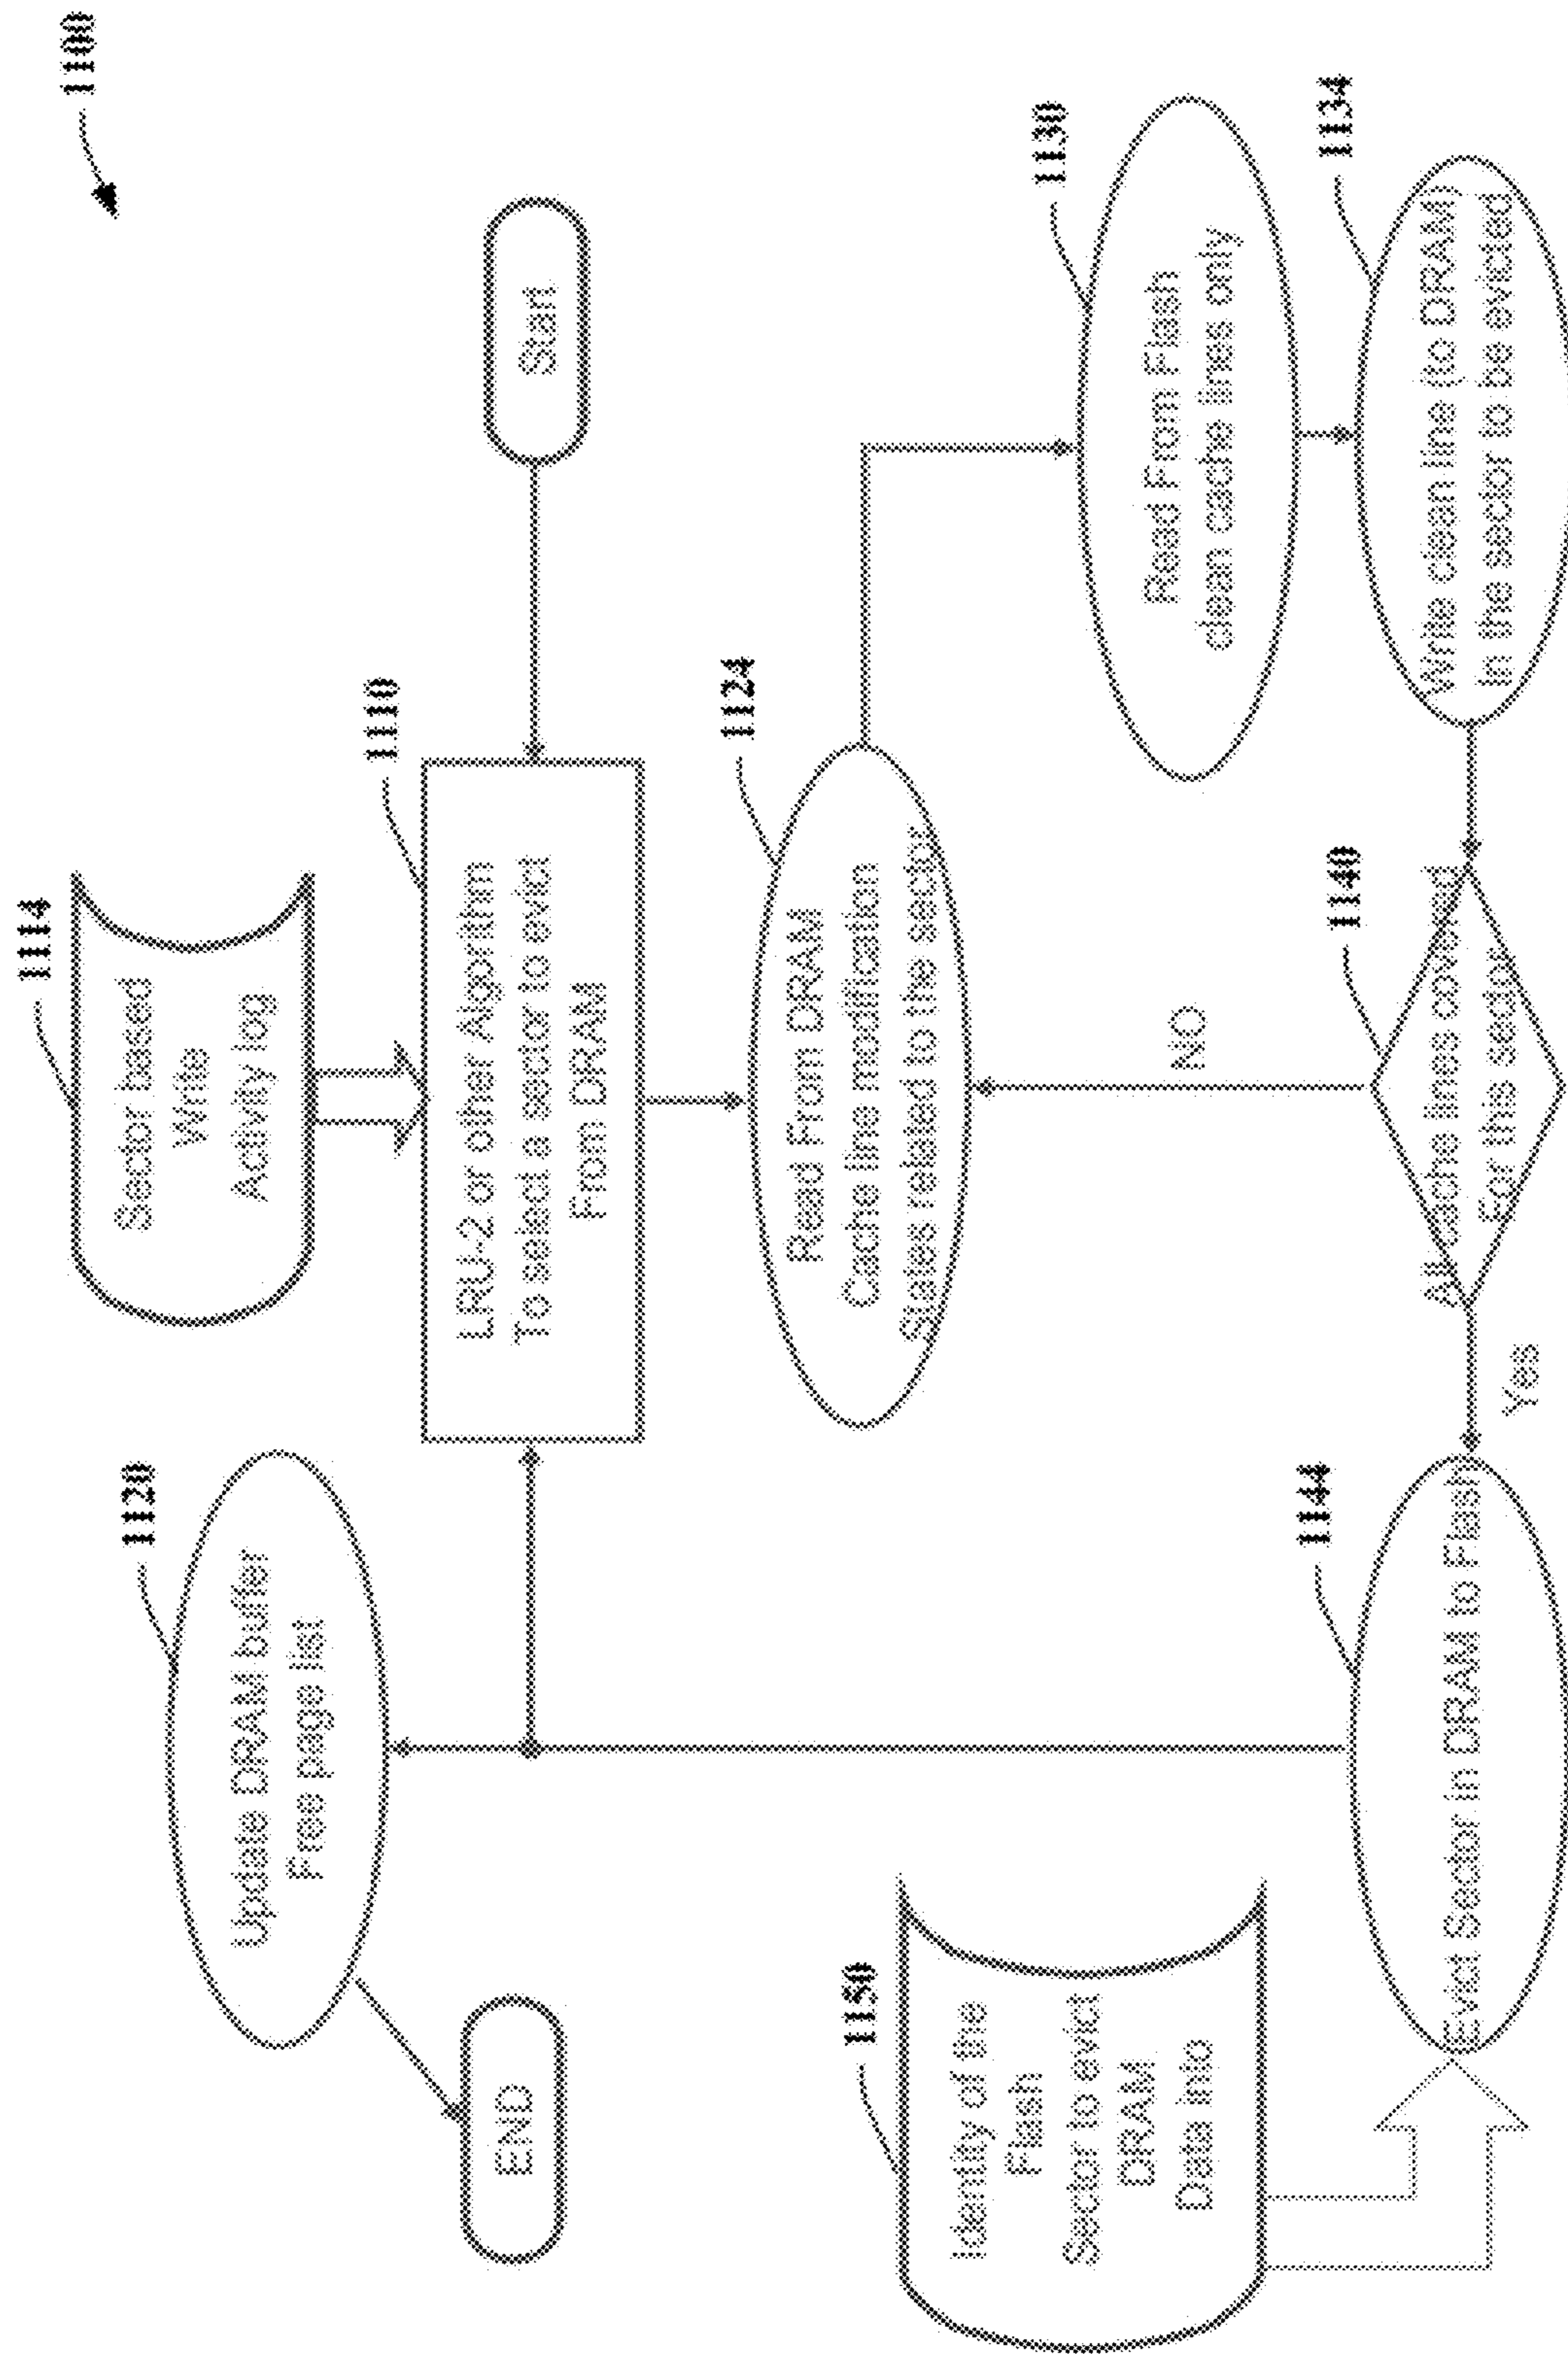 1100
1114
Sector based
Write
Activity log
1120
Update DRAM buffer
Free page list
END
1110
LRU-2 or other Algorithm
To select a sector to evict
From DRAM
Start
1124
Read From DRAM
Cache line modification
States related to the sector
1130
Read From Flash
clean cache lines only
1134
Write clean line (to DRAM)
In the sector to be evicted
1140
All cache lines covered
For this sector
NO
Yes
1144
Evict Sector in DRAM to Flash
1150
Identity of the
Flash
Sector to evict
DRAM
Data into